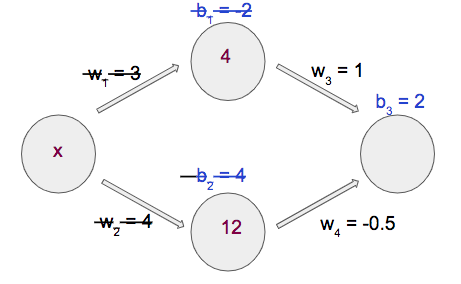 b₁ = -2
4
w₁ = 3
w₃ = 1
b₃ = 2
x
b₂ = 4
w₂ = 4
12
w₄ = -0.5